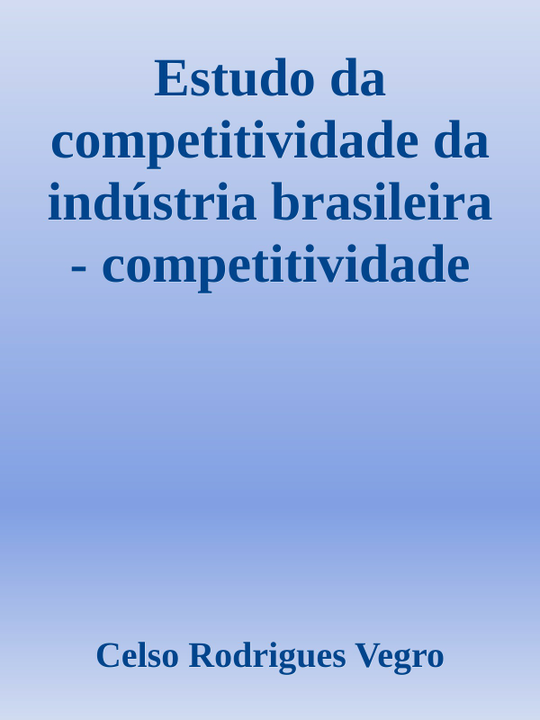 Estudo da
competitividade da
indústria brasileira
- competitividade
Celso Rodrigues Vegro